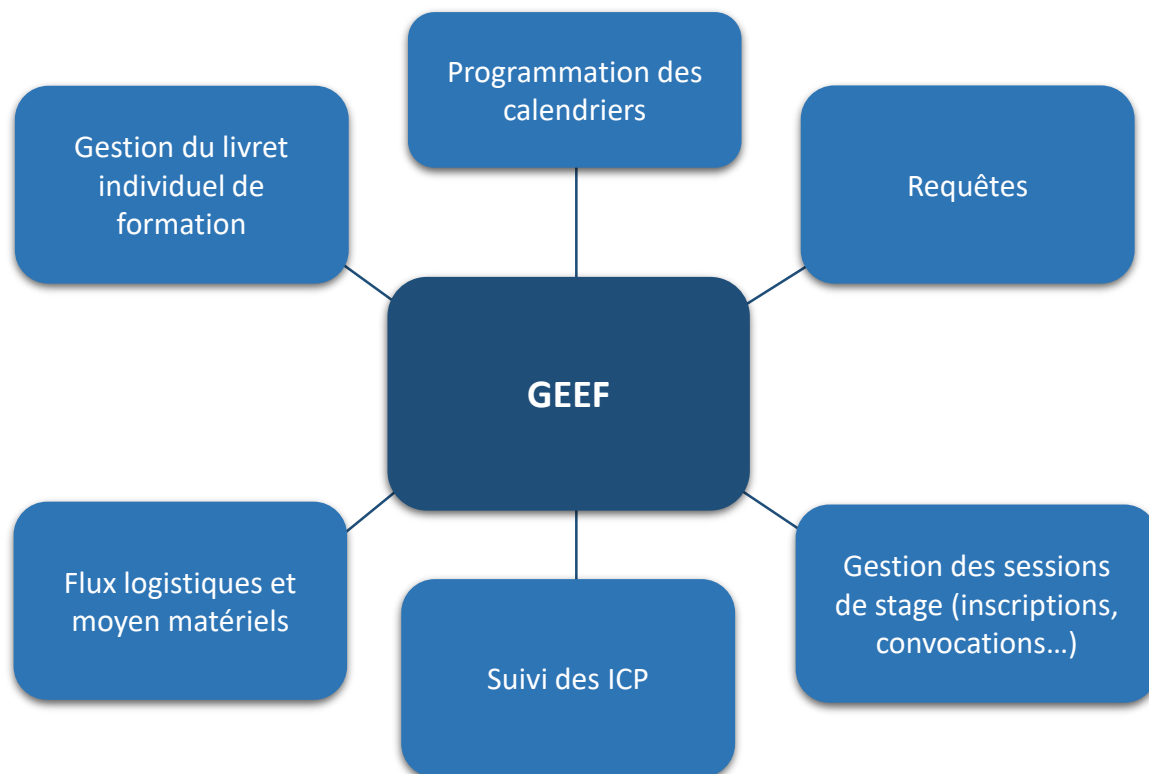 Programmation des
calendriers
Gestion du livret
individuel de
formation
Requêtes
GEEF
Flux logistiques et
moyen matériels
Suivi des ICP
Gestion des sessions
de stage (inscriptions,
convocations…)